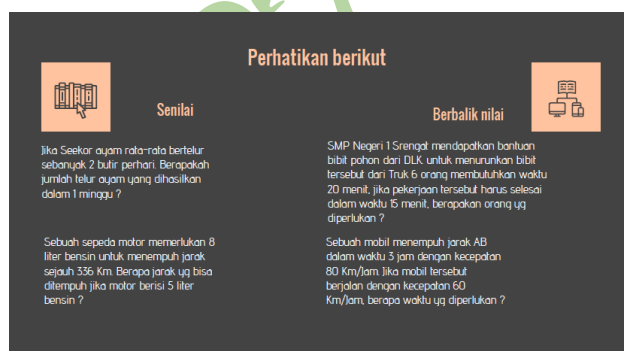 Perhatikan berikut
Senilai
Jika Seekor ayam rata-rata bertelur
sebanyak 2 butir perhari. Berapakah
jumlah telur ayam yang dihasilkan
dalam 1 minggu ?
Sebuah sepeda motor memerlukan 8
liter bensin untuk menempuh jarak
sejauh 336 Km. Berapa jarak yg bisa
ditempuh jika motor berisi 5 liter
bensin ?
Berbalik nilai
SMP Negeri 1 Srengat mendapatkan bantuan
bibit pohon dari DLK untuk menurunkan bibit
tersebut dari Truk 6 orang membutuhkan waktu
20 menit, jika pekerjaan tersebut harus selesai
dalam waktu 15 menit, berapakan orang yg
diperlukan ?
Sebuah mobil menempuh jarak AB
dalam waktu 3 jam dengan kecepatan
80 Km/Jam. Jika mobil tersebut
berjalan dengan kecepatan 60
Km/Jam, berapa waktu yg diperlukan ?